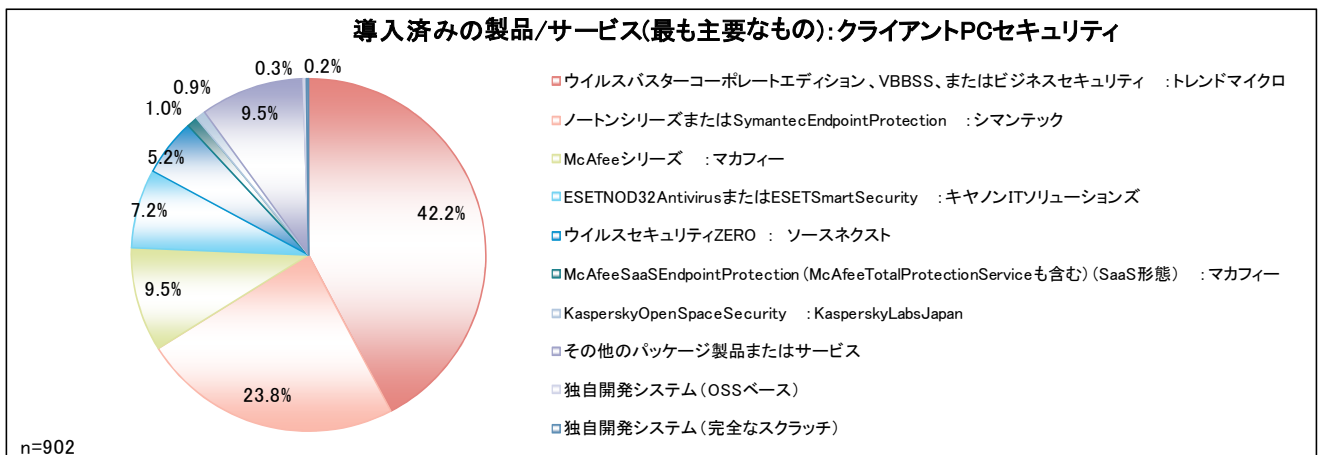 導入済みの製品/サービス(最も主要なもの):クライアントPCセキュリティ
0.3%
0.2%
0.9%
1.0%
9.5%
5.2%
7.2%
9.5%
23.8%
42.2%
ウイルスバスターコーポレートエディション、VBBSS、またはビジネスセキュリティ :トレンドマイクロ
ノートンシリーズまたはSymantecEndpointProtection :シマンテック
McAfeeシリーズ :マカフィー
ESETNOD32AntivirusまたはESETSmartSecurity :キヤノンITソリューションズ
ウイルスセキュリティZERO : ソースネクスト
McAfeeSaaSEndpointProtection(McAfeeTotalProtectionServiceも含む)(SaaS形態) :マカフィー
KasperskyOpenSpaceSecurity :KasperskyLabsJapan
その他のパッケージ製品またはサービス
独自開発システム(OSSベース)
独自開発システム(完全なスクラッチ)
n=902